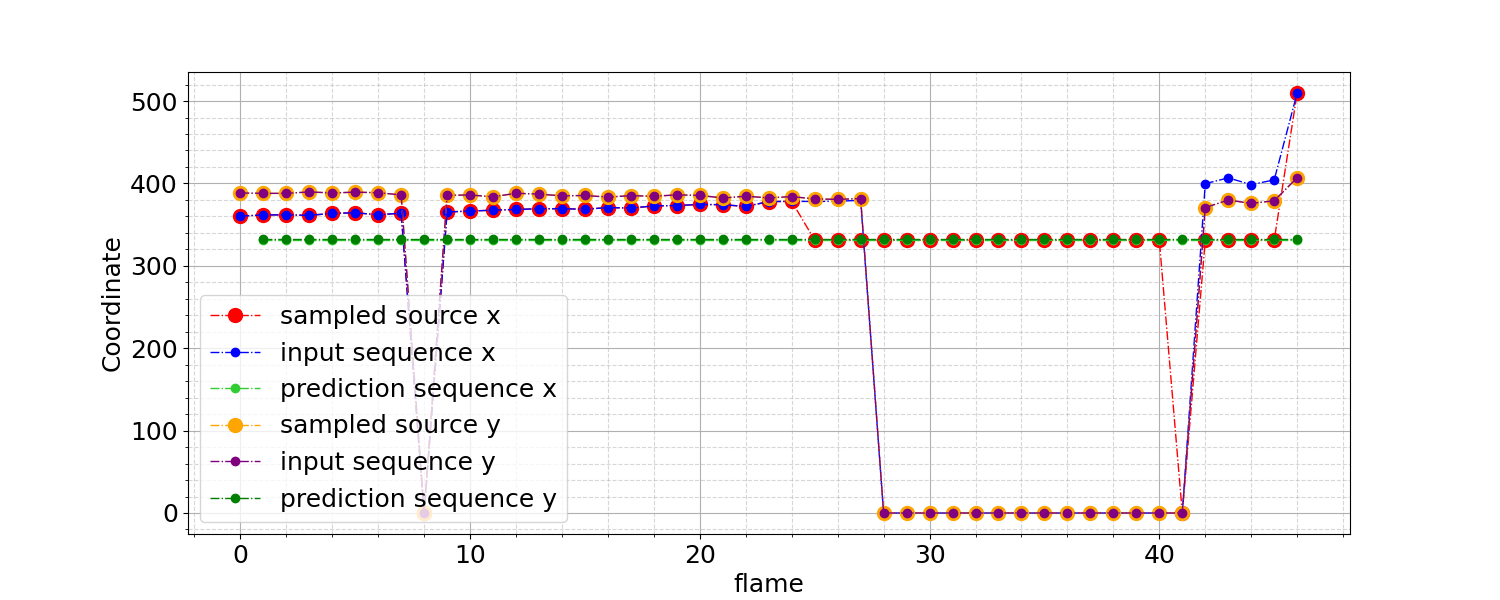 500
400
300
200
100
0
Coordinate
sampled source x
input sequence x
prediction sequence x
sampled source y
input sequence y
prediction sequence y
0 10 20 30 40
flame